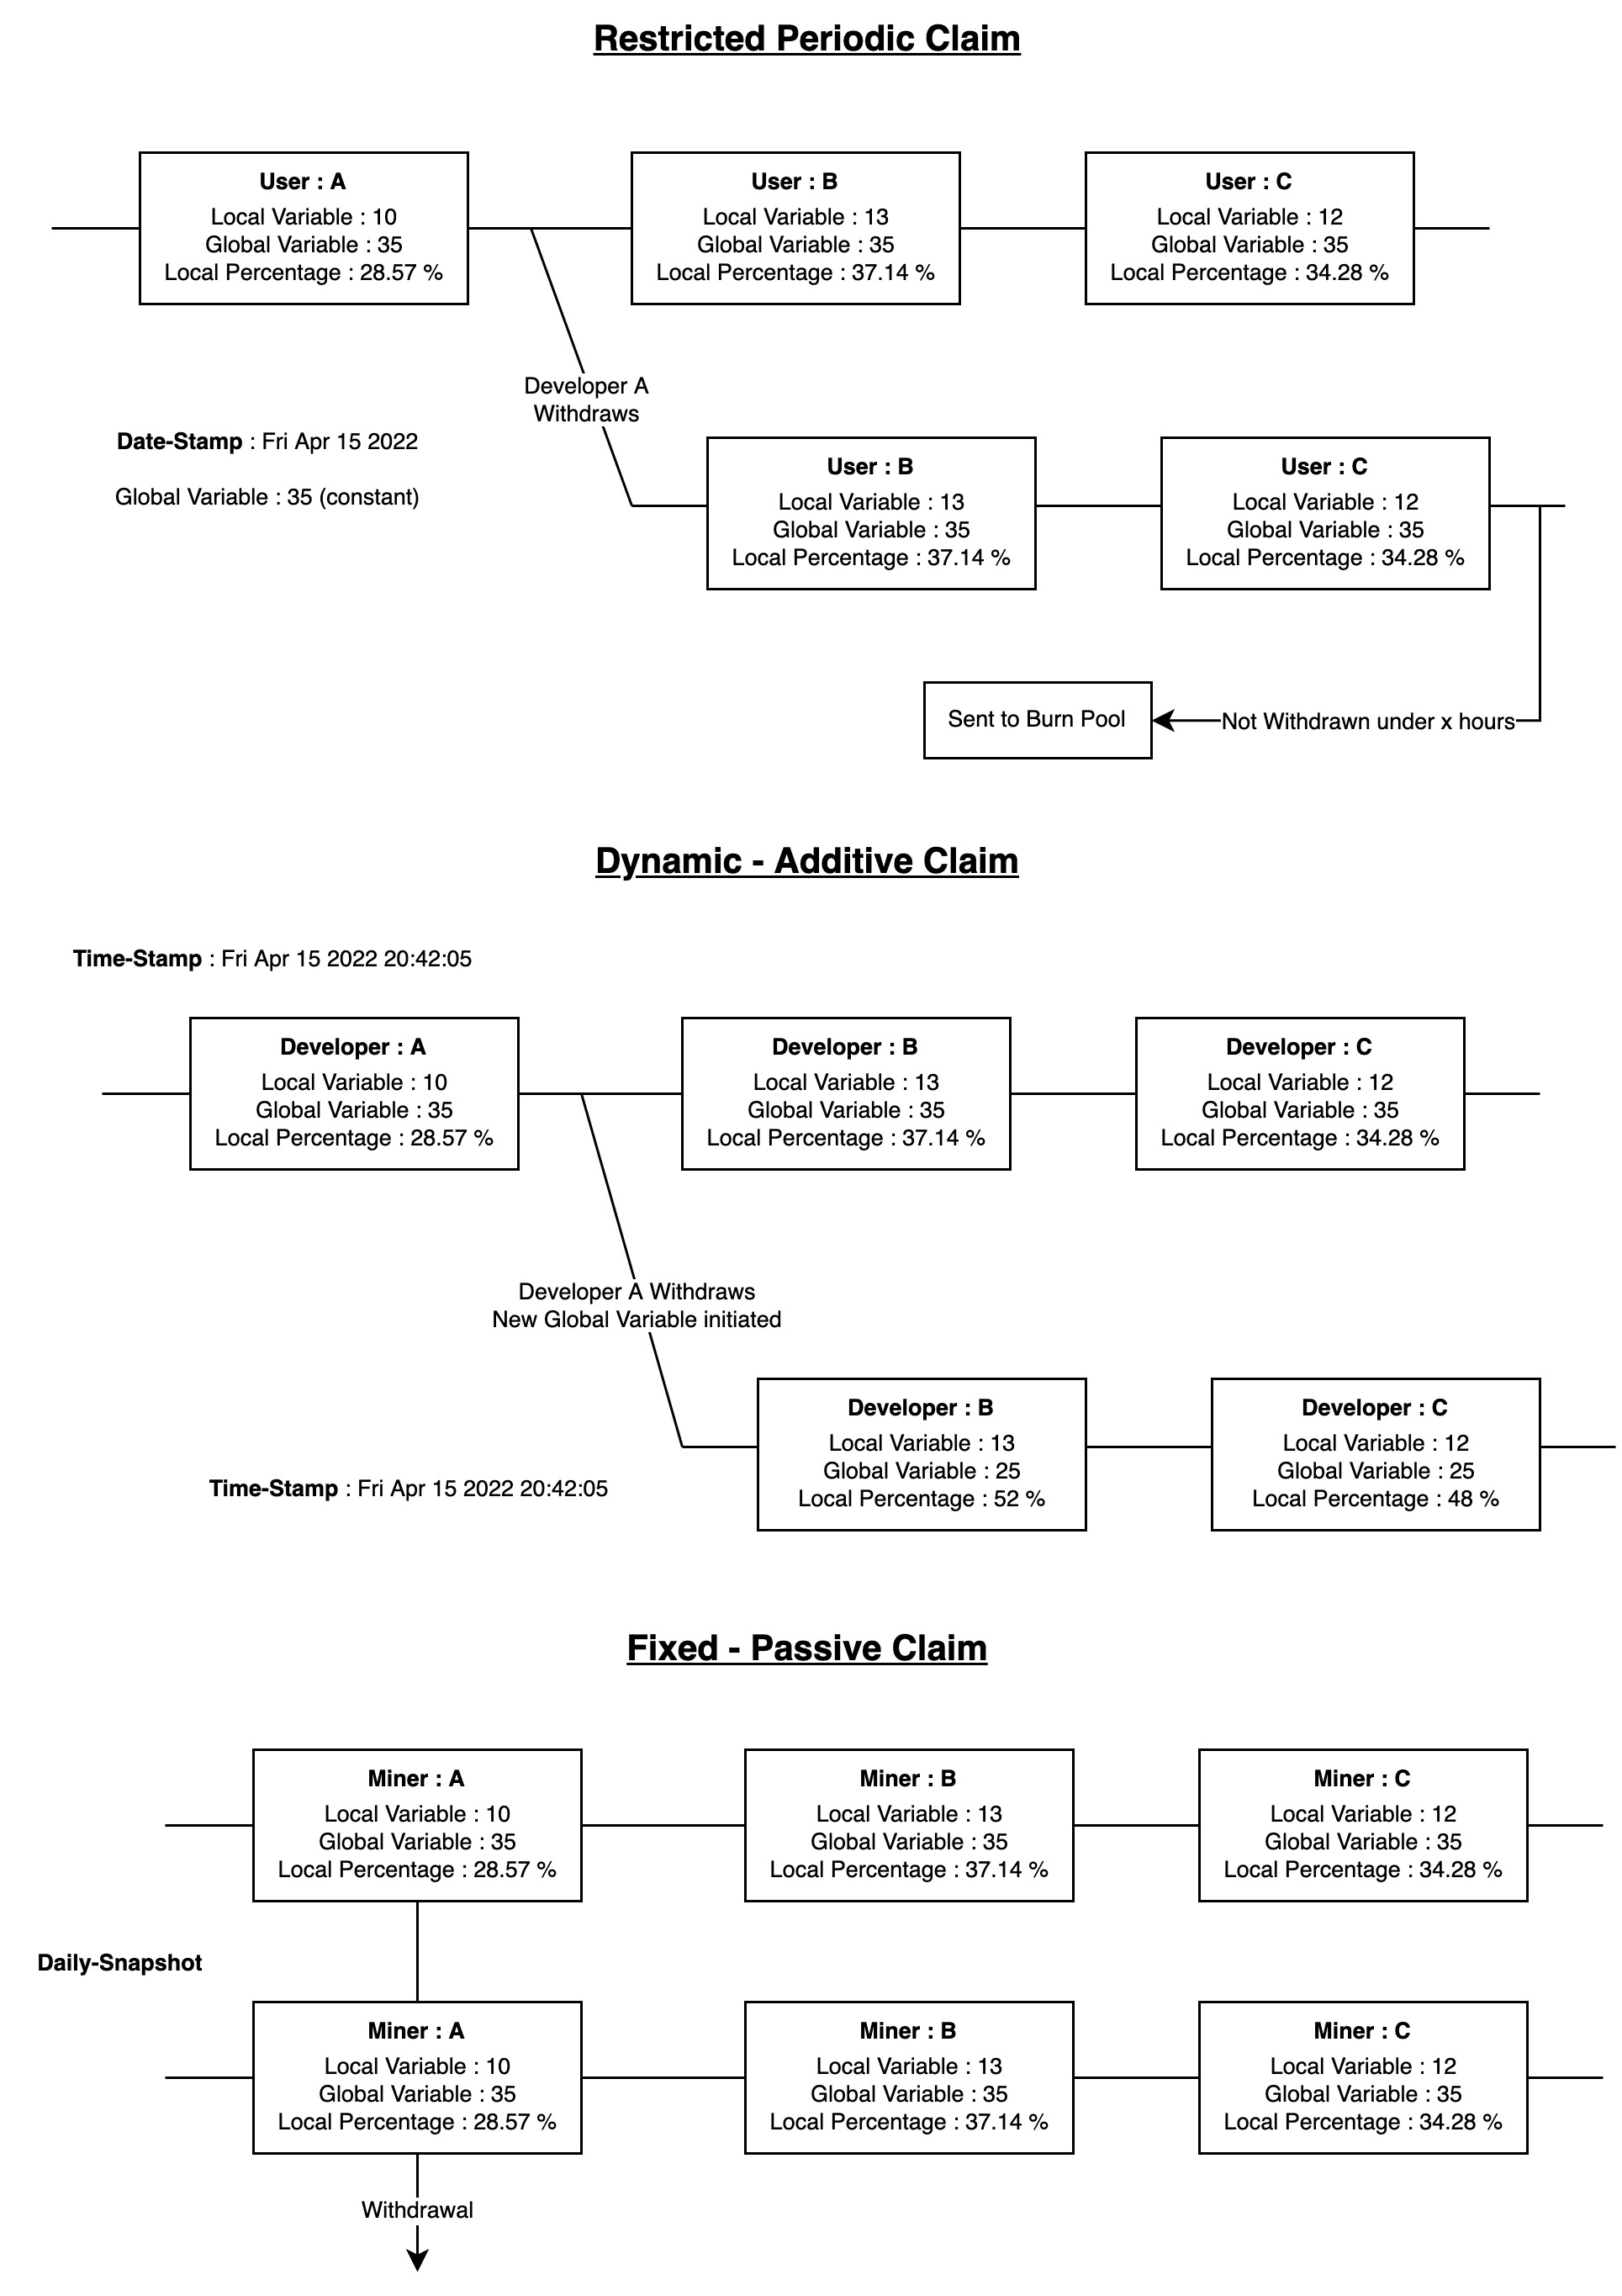 Restricted Periodic Claim
User : A
Local Variable : 10
Global Variable : 35
Local Percentage : 28.57 %
User : B
Local Variable : 13
Global Variable : 35
Local Percentage : 37.14 %
User : C
Local Variable : 12
Global Variable : 35
Local Percentage : 34.28 %
Developer A
Withdraws
Date-Stamp : Fri Apr 15 2022
Global Variable : 35 (constant)
User : B
Local Variable : 13
Global Variable : 35
Local Percentage : 37.14 %
User : C
Local Variable : 12
Global Variable : 35
Local Percentage : 34.28 %
Sent to Burn Pool
Not Withdrawn under x hours
Dynamic - Additive Claim
Time-Stamp : Fri Apr 15 2022 20:42:05
Developer : A
Local Variable : 10
Global Variable : 35
Local Percentage : 28.57 %
Developer : B
Local Variable : 13
Global Variable : 35
Local Percentage : 37.14 %
Developer : C
Local Variable : 12
Global Variable : 35
Local Percentage : 34.28 %
Developer A Withdraws
New Global Variable initiated
Developer : B
Local Variable : 13
Global Variable : 25
Local Percentage : 52 %
Developer : C
Local Variable : 12
Global Variable : 25
Local Percentage : 48 %
Time-Stamp : Fri Apr 15 2022 20:42:05
Fixed - Passive Claim
Miner : A
Local Variable : 10
Global Variable : 35
Local Percentage : 28.57 %
Miner : B
Local Variable : 13
Global Variable : 35
Local Percentage : 37.14 %
Miner : C
Local Variable : 12
Global Variable : 35
Local Percentage : 34.28 %
Daily-Snapshot
Miner : A
Local Variable : 10
Global Variable : 35
Local Percentage : 28.57 %
Miner : B
Local Variable : 13
Global Variable : 35
Local Percentage : 37.14 %
Miner : C
Local Variable : 12
Global Variable : 35
Local Percentage : 34.28 %
Withdrawal